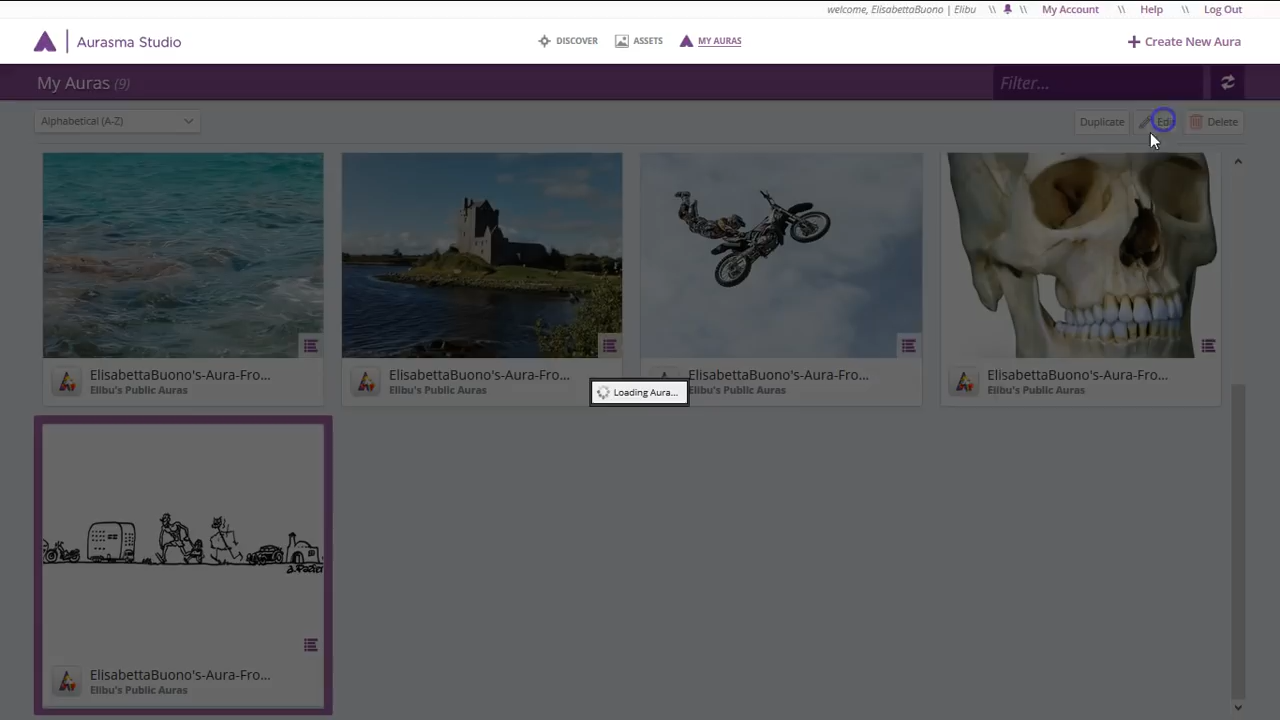 welcome, ElisabettaBuono | Elibu \\ \\ My Account \\ Help \\ Log Out
Aurasma Studio
DISCOVER ASSETS MY AURAS
Create New Aura
My Auras (9)
Filter...
Alphabetical (A-Z)
Duplicate Edit Delete
ElisabettaBuono's-Aura-Fro...
Elibu's Public Auras
ElisabettaBuono's-Aura-Fro...
Elibu's Public Auras
ElisabettaBuono's-Aura-Fro...
Elibu's Public Auras
ElisabettaBuono's-Aura-Fro...
Elibu's Public Auras
Loading Aura...
ElisabettaBuono's-Aura-Fro...
Elibu's Public Auras